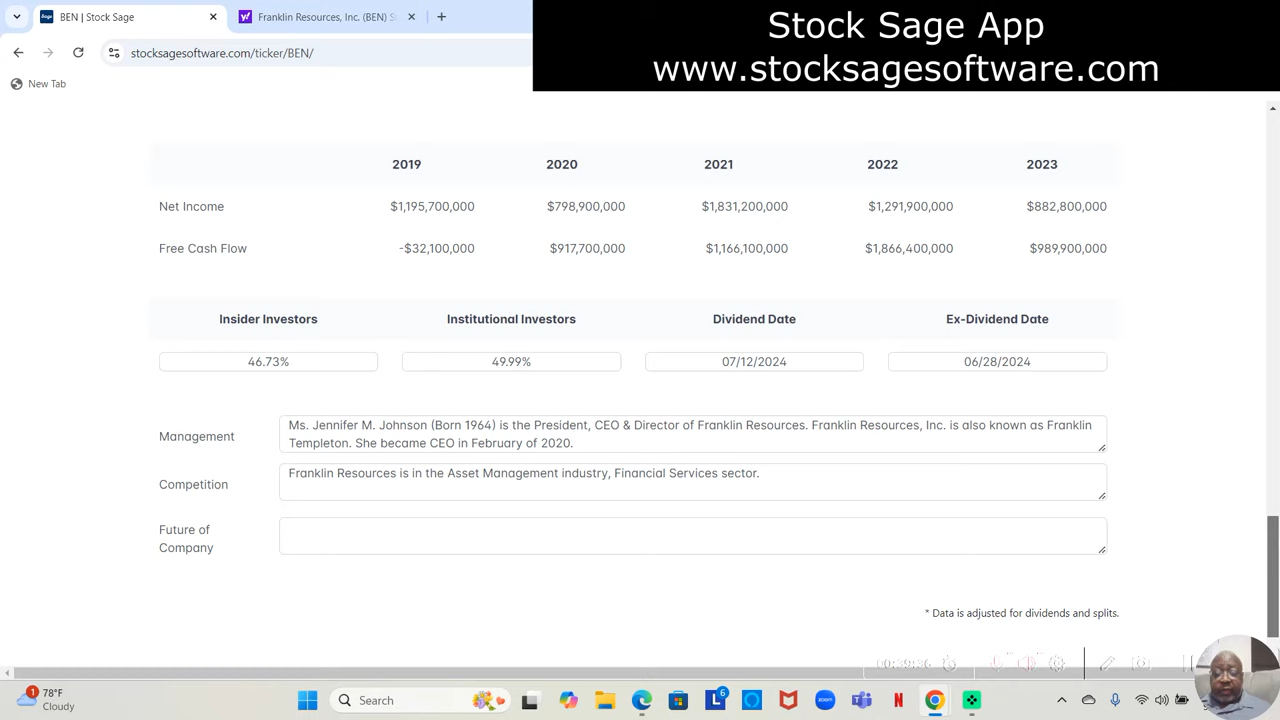 BEN | Stock Sage
Franklin Resources, Inc. (BEN) S
Stock Sage App
www.stocksagesoftware.com
stocksagesoftware.com/ticker/BEN/
New Tab
2019 2020 2021 2022 2023
Net Income $1,195,700,000 $798,900,000 $1,831,200,000 $1,291,900,000 $882,800,000
Free Cash Flow -$32,100,000 $917,700,000 $1,166,100,000 $1,866,400,000 $989,900,000
Insider Investors Institutional Investors Dividend Date Ex-Dividend Date
46.73% 49.99% 07/12/2024 06/28/2024
Management
Ms. Jennifer M. Johnson (Born 1964) is the President, CEO & Director of Franklin Resources. Franklin Resources, Inc. is also known as Franklin
Templeton. She became CEO in February of 2020.
Competition
Franklin Resources is in the Asset Management industry, Financial Services sector.
Future of
Company
* Data is adjusted for dividends and splits.
1
78°F
Cloudy
Search
6
zoom